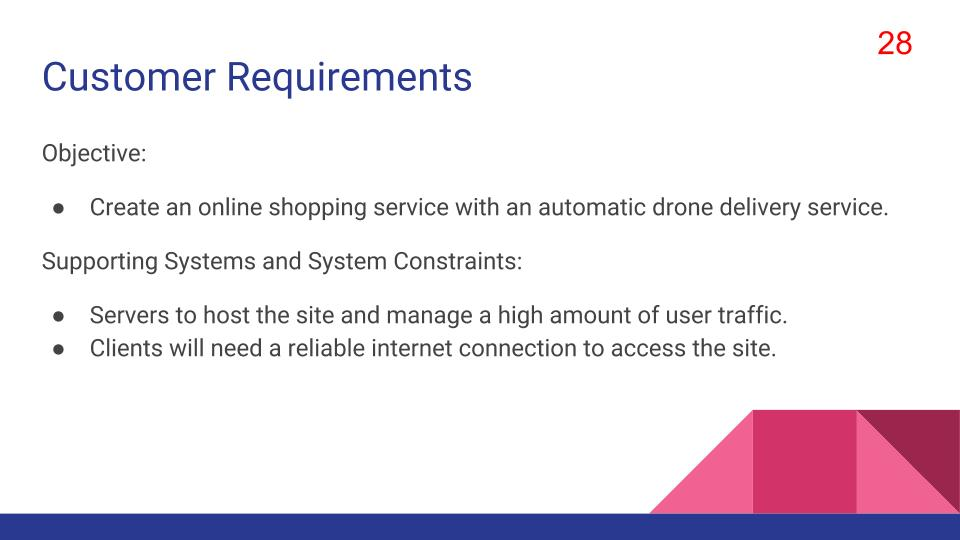 28
Customer Requirements
Objective:
● Create an online shopping service with an automatic drone delivery service.
Supporting Systems and System Constraints:
● Servers to host the site and manage a high amount of user traffic.
● Clients will need a reliable internet connection to access the site.